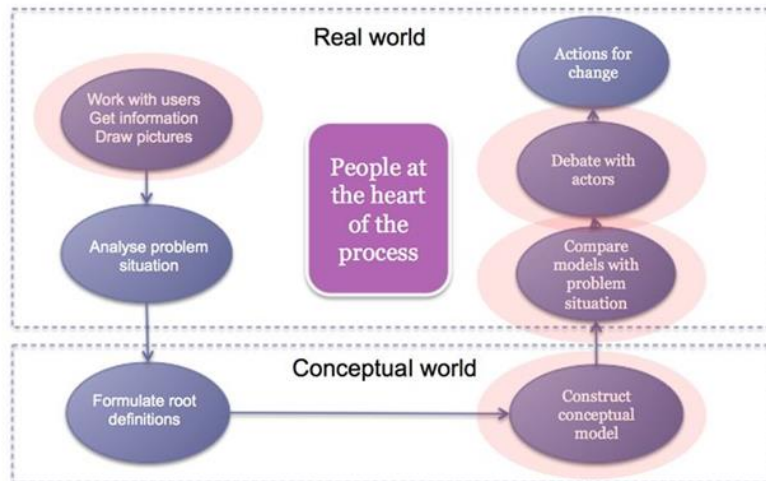 Real world
Work with users
Get information
Draw pictures
Analyse problem
situation
People at
the heart
of the
process
Actions for
change
Debate with
actors
Compare
models with
problem
situation
Conceptual world
Formulate root
definitions
Construct
conceptual
model